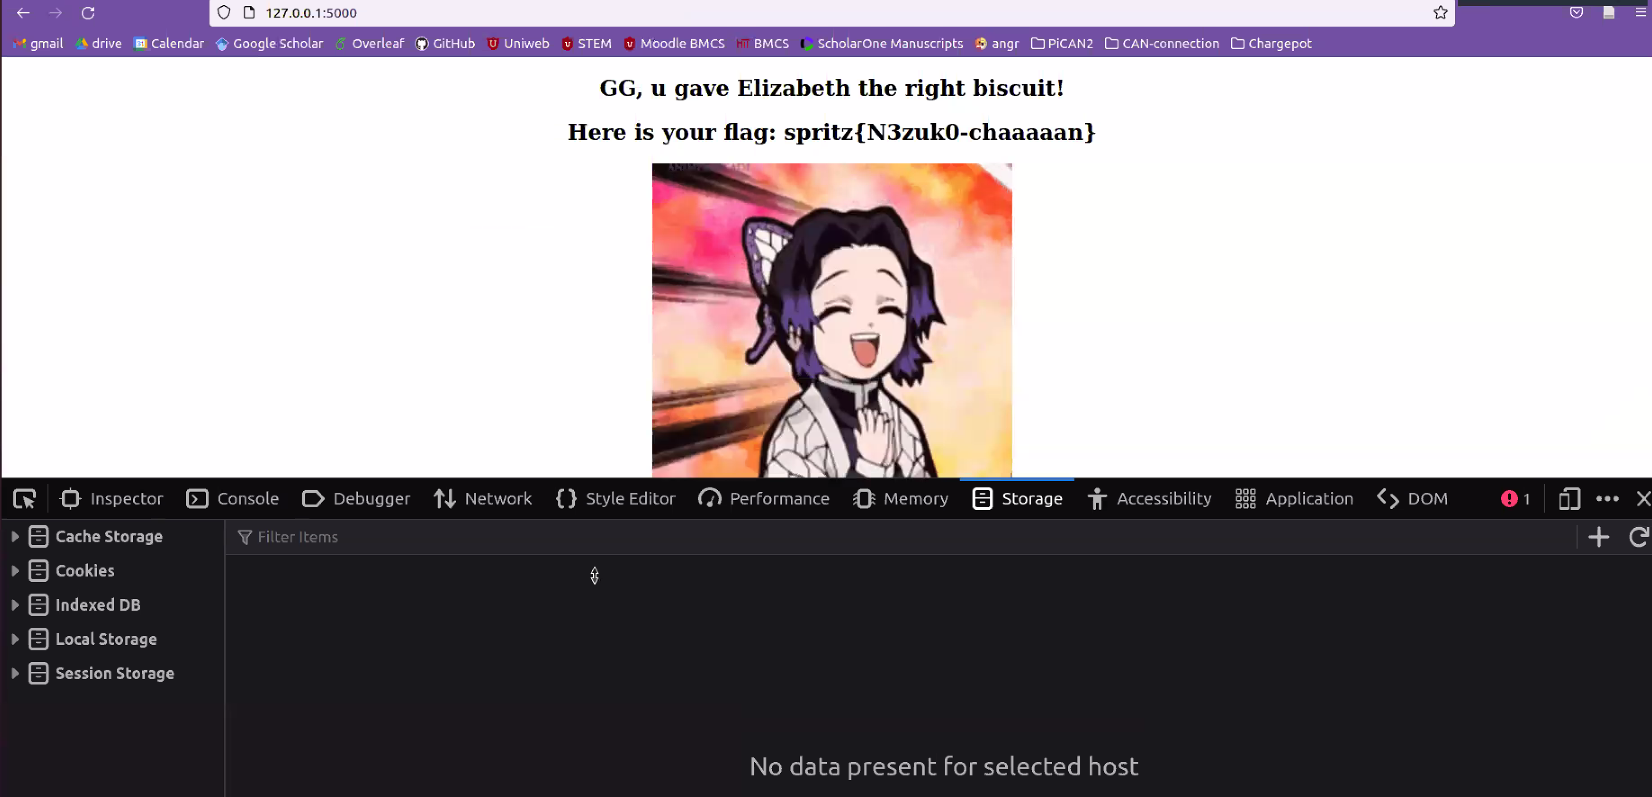 127.0.0.1:5000
gmail drive Calendar Google Scholar Overleaf GitHub Uniweb STEM Moodle BMCS BMCS ScholarOne Manuscripts angr PiCAN2 CAN-connection Chargepot
GG, u gave Elizabeth the right biscuit!
Here is your flag: spritz{N3zuk0-chaaaaan}
Inspector Console Debugger Network Style Editor Performance Memory Storage Accessibility Application DOM 1
Cache Storage
Filter Items
Cookies
Indexed DB
Local Storage
Session Storage
No data present for selected host